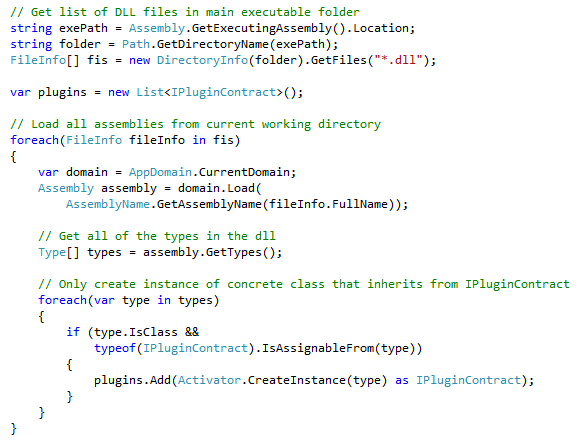 // Get list of DLL files in main executable folder
string exePath = Assembly.GetExecutingAssembly().Location;
string folder = Path.GetDirectoryName(exePath);
FileInfo[] fis = new DirectoryInfo(folder).GetFiles("*.dll");

var plugins = new List<IPluginContract>();

// Load all assemblies from current working directory
foreach(FileInfo fileInfo in fis)
{
    var domain = AppDomain.CurrentDomain;
    Assembly assembly = domain.Load(
        AssemblyName.GetAssemblyName(fileInfo.FullName));

    // Get all of the types in the dll
    Type[] types = assembly.GetTypes();

    // Only create instance of concrete class that inherits from IPluginContract
    foreach(var type in types)
    {
        if (type.IsClass &&
            typeof(IPluginContract).IsAssignableFrom(type))
        {
            plugins.Add(Activator.CreateInstance(type) as IPluginContract);
        }
    }
}